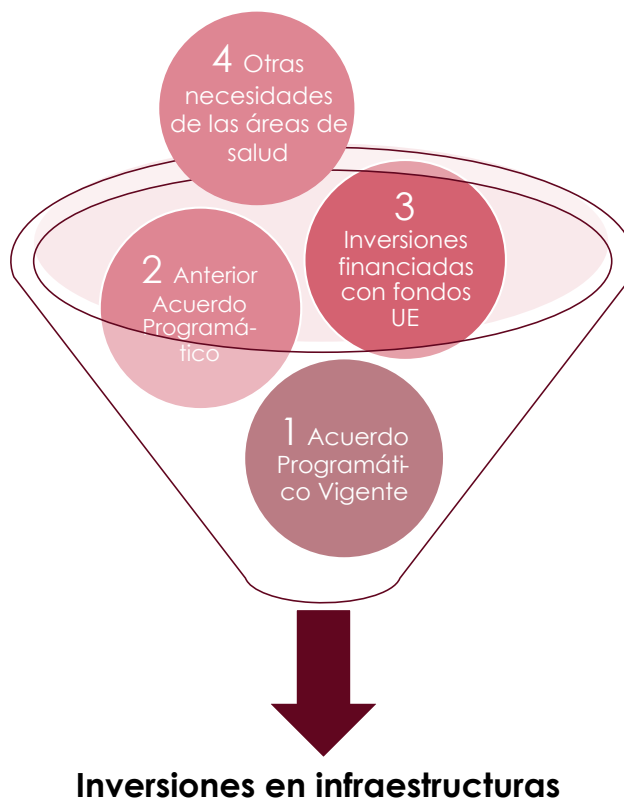 4 Otras
necesidades
de las áreas de
salud
3
Inversiones
financiadas
con fondos
UE
2 Anterior
Acuerdo
Programá-
tico
1 Acuerdo
Programáti-
co Vigente
Inversiones en infraestructuras